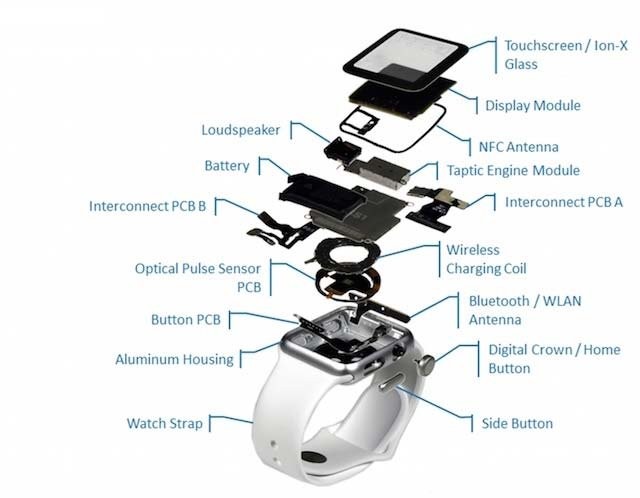 Touchscreen / Ion-X
Glass
Display Module
Loudspeaker
NFC Antenna
Battery
Taptic Engine Module
Interconnect PCB B
Interconnect PCB A
Wireless
Charging Coil
Optical Pulse Sensor
PCB
Bluetooth / WLAN
Antenna
Button PCB
Digital Crown / Home
Button
Aluminum Housing
Watch Strap
Side Button